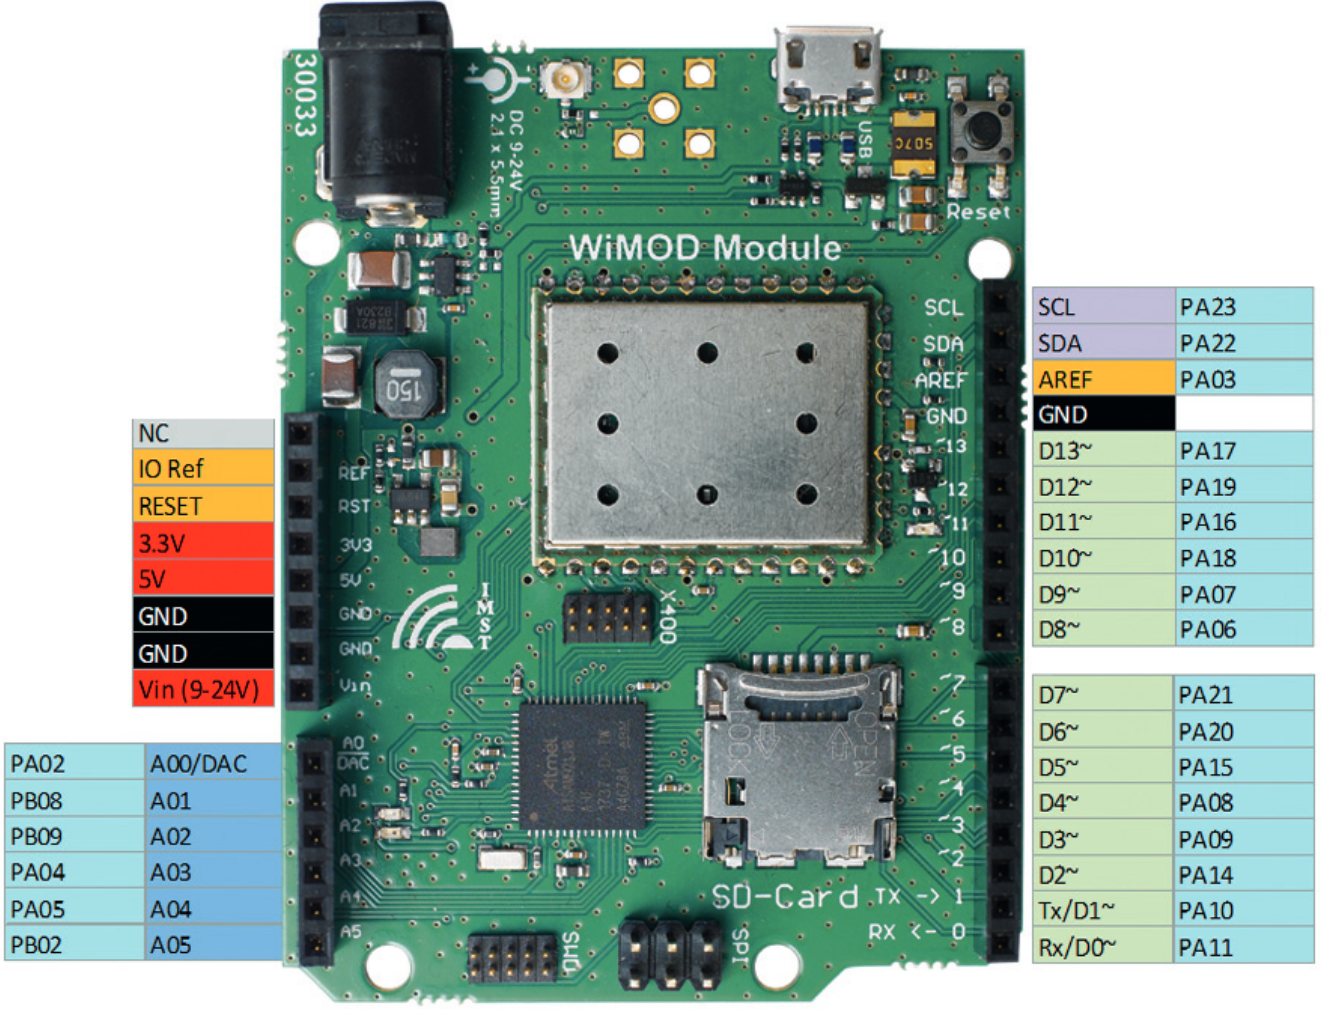 30033
+ -
DC 9-24V
2.1 x 5.5mm
USB
507C
Reset
WiMOD Module
150
SCL
SDA
AREF
GND
~13
~12
~11
~10
~9
~8
~7
~6
~5
~4
~3
~2
TX -> 1
RX <- 0
REF
RST
3V3
5V
GND
GND
Vin
A0
DAC
A1
A2
A3
A4
A5
IMST
X400
Atmel
LOCK
OPEN
SD-Card
SWD
SPI
NC
IO Ref
RESET
3.3V
5V
GND
GND
Vin (9-24V)
PA02 A00/DAC
PB08 A01
PB09 A02
PA04 A03
PA05 A04
PB02 A05
SCL PA23
SDA PA22
AREF PA03
GND
D13~ PA17
D12~ PA19
D11~ PA16
D10~ PA18
D9~ PA07
D8~ PA06
D7~ PA21
D6~ PA20
D5~ PA15
D4~ PA08
D3~ PA09
D2~ PA14
Tx/D1~ PA10
Rx/D0~ PA11